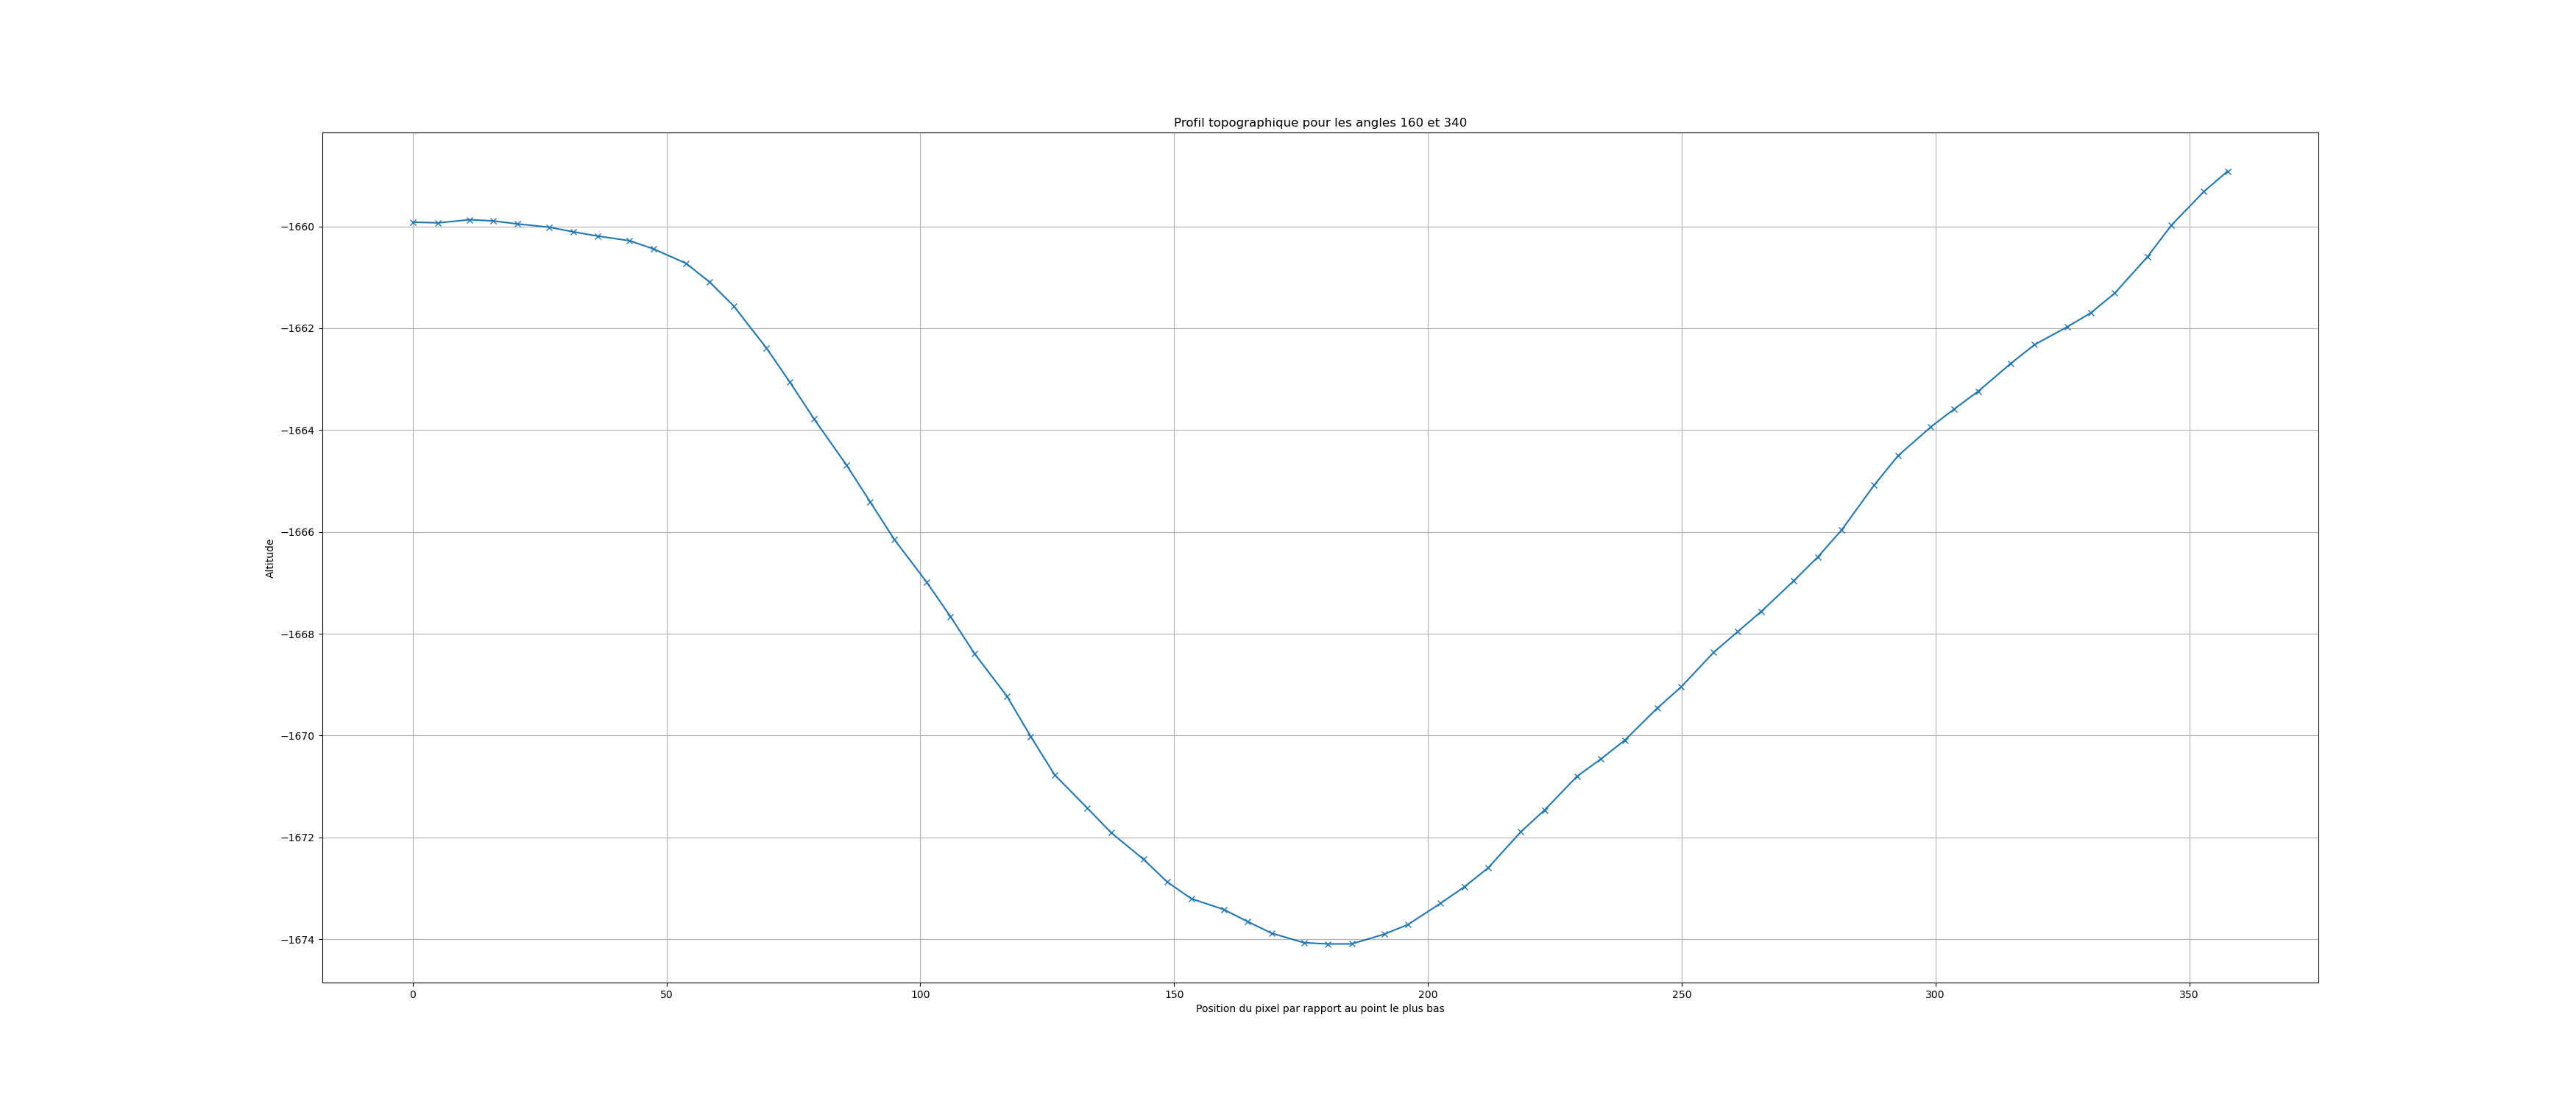 Profil topographique pour les angles 160 et 340
−1660
−1662
−1664
−1666
−1668
−1670
−1672
−1674
Altitude
0 50 100 150 200 250 300 350
Position du pixel par rapport au point le plus bas